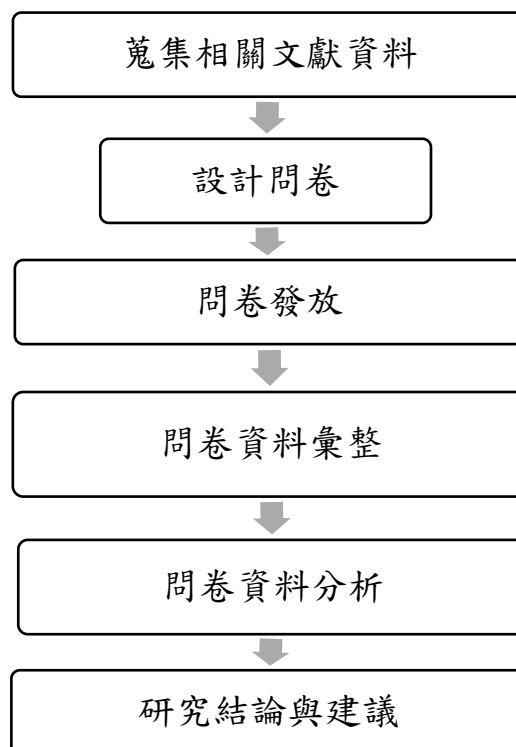 蒐集相關文獻資料
設計問卷
問卷發放
問卷資料彙整
問卷資料分析
研究結論與建議